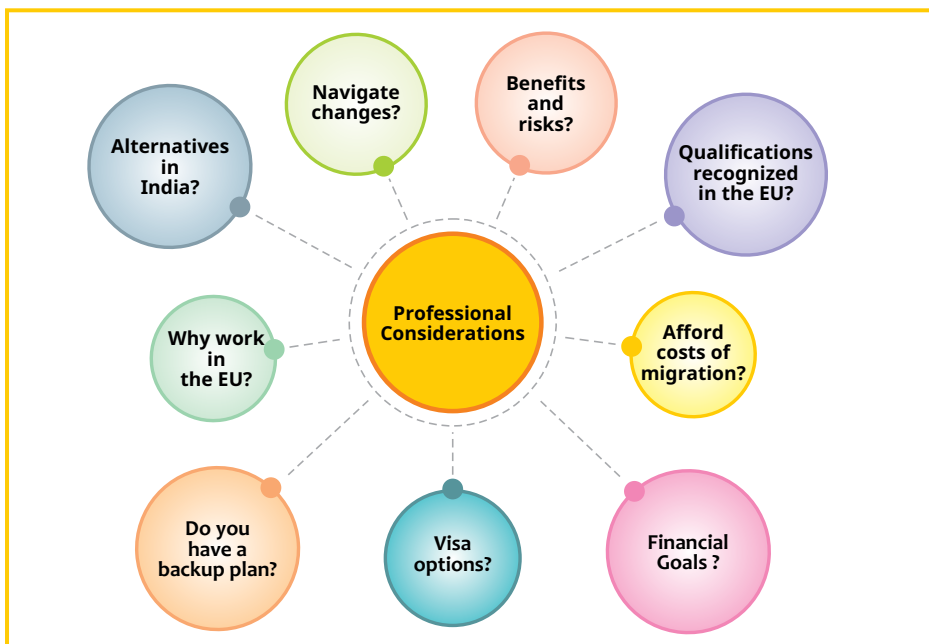 Navigate
changes?
Benefits
and
risks?
Alternatives
in
India?
Qualifications
recognized
in the EU?
Professional
Considerations
Why work
in
the EU?
Afford
costs of
migration?
Do you
have a
backup plan?
Visa
options?
Financial
Goals ?